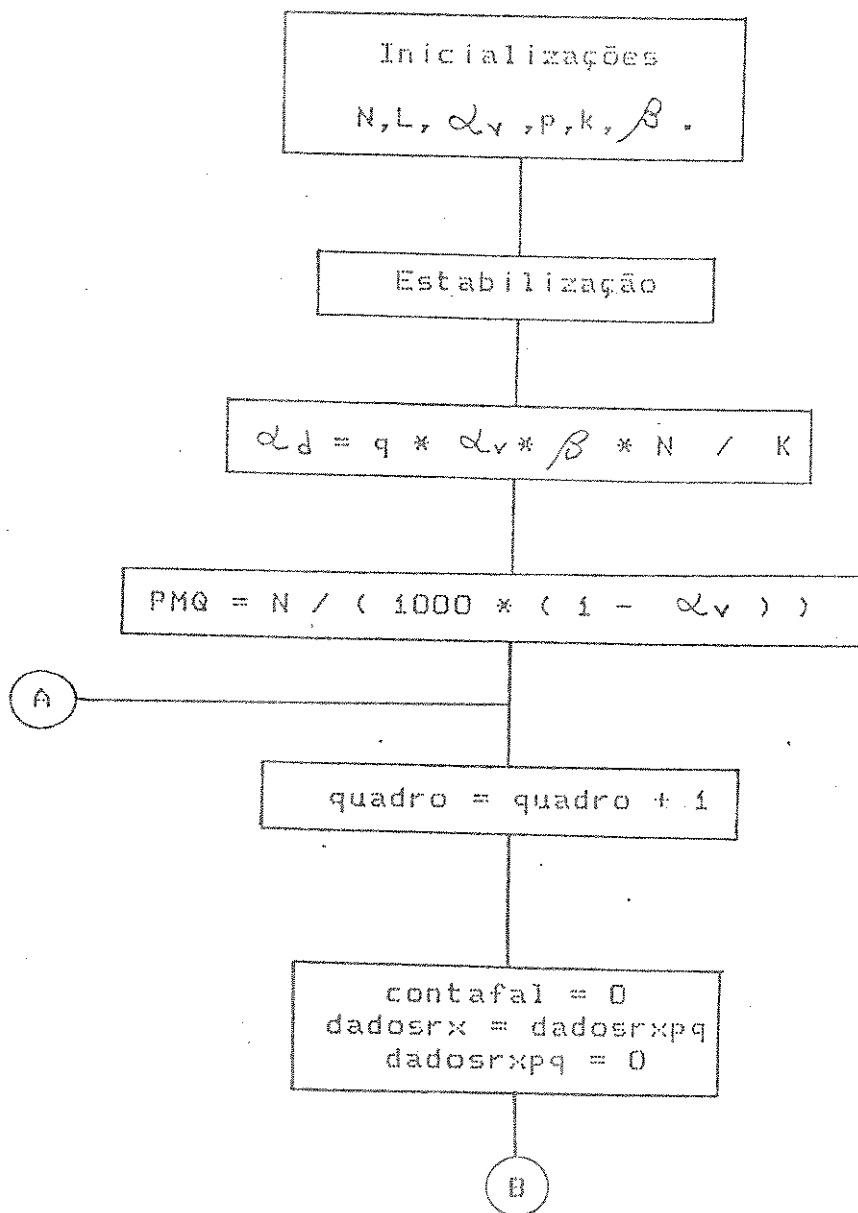 Inicializações
N,L, αv ,p,k, β .
Estabilização
αd = q * αv * β * N / K
PMQ = N / ( 1000 * ( 1 - αv ) )
A
quadro = quadro + 1
contafal = 0
dadosrx = dadosrxpq
dadosrxpq = 0
B